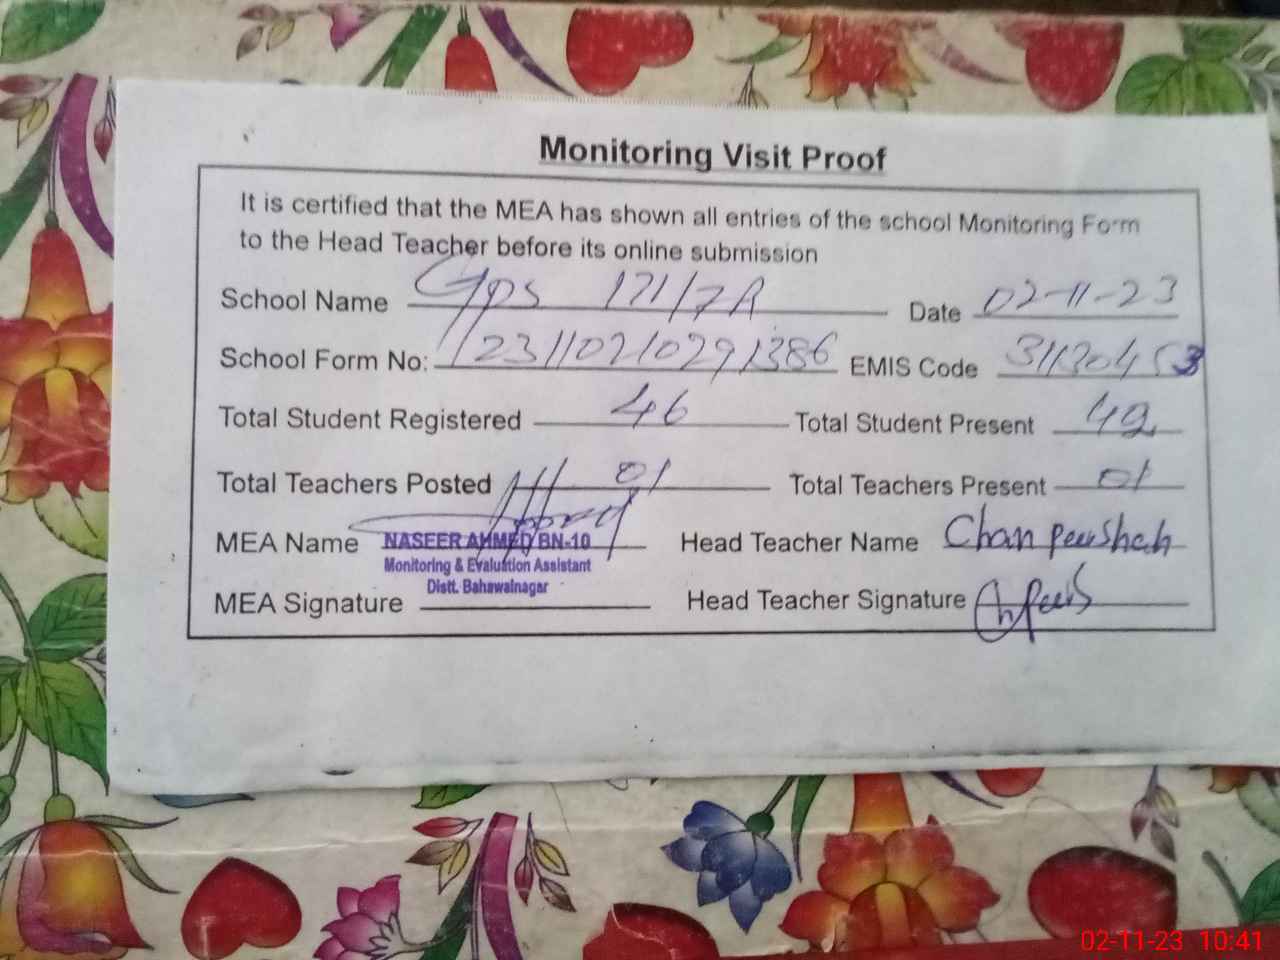 Monitoring Visit Proof
It is certified that the MEA has shown all entries of the school Monitoring Form
to the Head Teacher before its online submission
School Name Gps 171/7R Date 02-11-23
School Form No: EMIS Code 31130453
Total Student Registered 46 Total Student Present 42
Total Teachers Posted 01 Total Teachers Present 01
MEA Name NASEER AHMED BN-10 Head Teacher Name Chan Peer Shah
Monitoring & Evaluation Assistant
Distt. Bahawalnagar
MEA Signature Head Teacher Signature
02-11-23 10:41